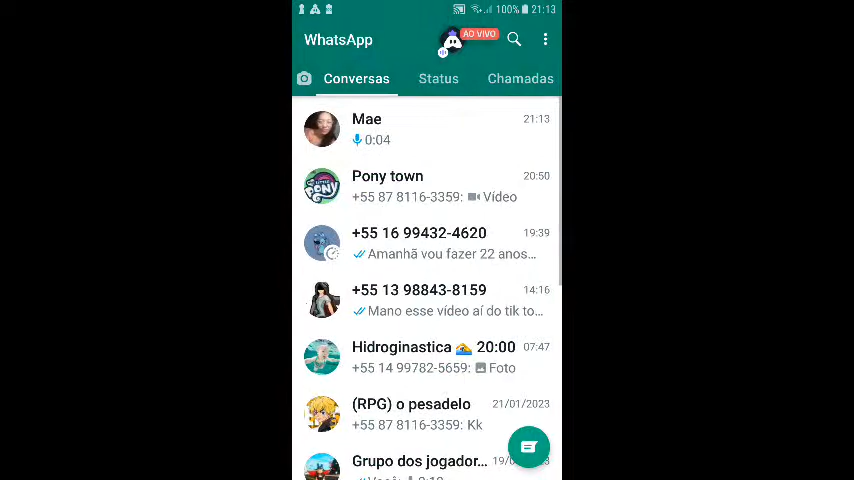 100% 21:13
WhatsApp
AO VIVO
Conversas Status Chamadas
Mae 21:13
0:04
Pony town 20:50
+55 87 8116-3359: Vídeo
+55 16 99432-4620 19:39
Amanhã vou fazer 22 anos...
+55 13 98843-8159 14:16
Mano esse vídeo aí do tik to...
Hidroginastica 🏊 20:00 07:47
+55 14 99782-5659: Foto
(RPG) o pesadelo 21/01/2023
+55 87 8116-3359: Kk
Grupo dos jogador...